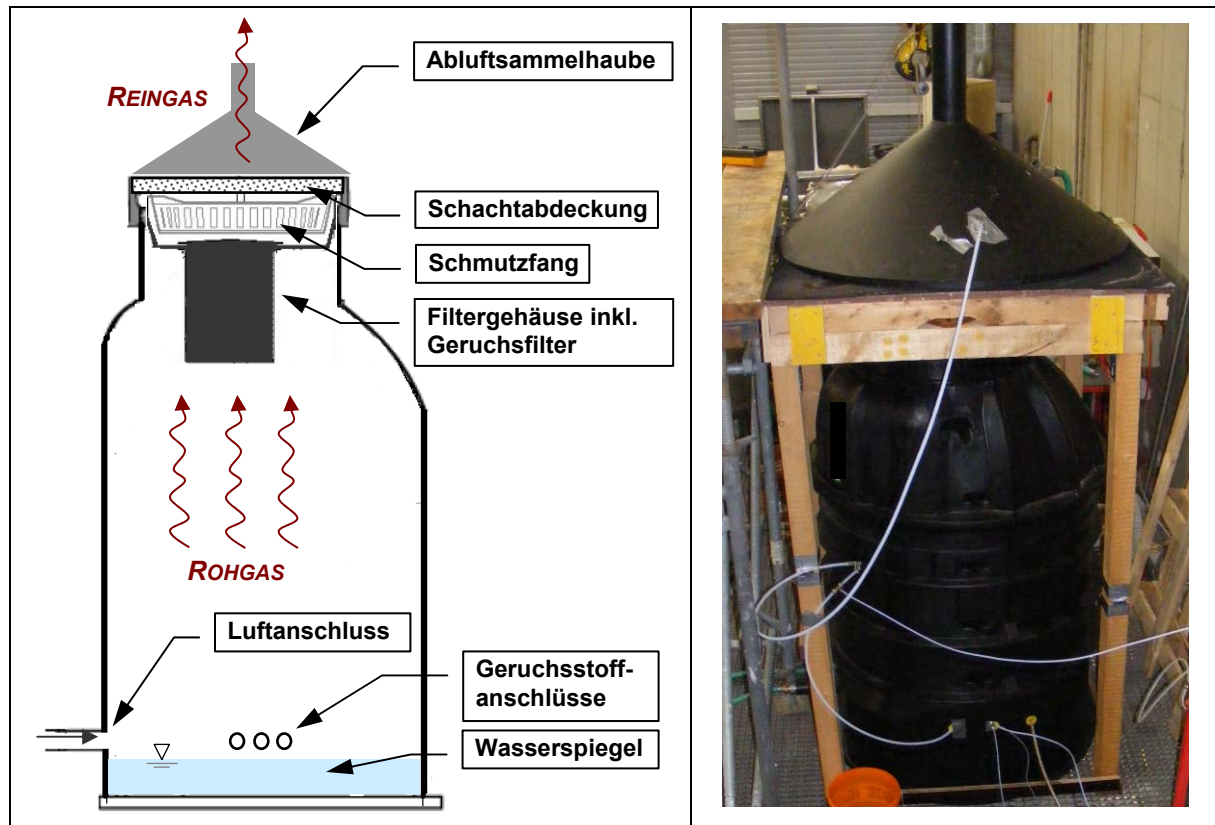 Abluftsammelhaube
REINGAS
Schachtabdeckung
Schmutzfang
Filtergehäuse inkl.
Geruchsfilter
ROHGAS
Luftanschluss
Geruchsstoff-
anschlüsse
Wasserspiegel